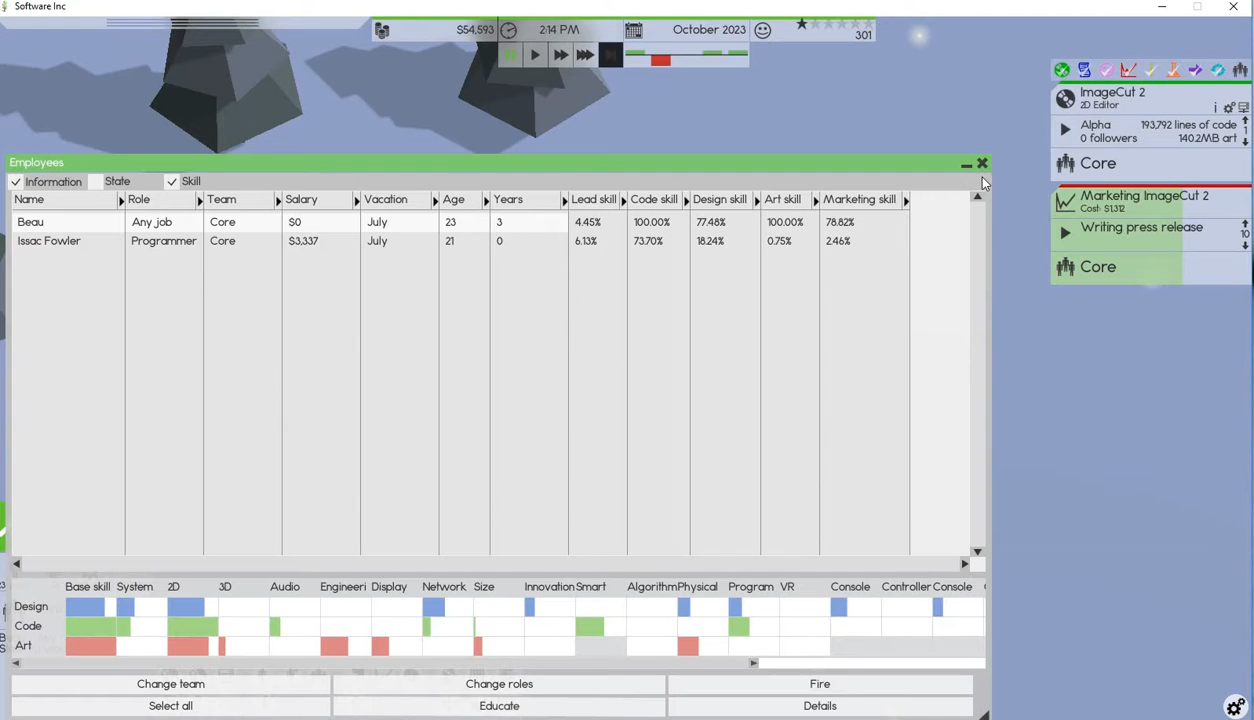 Software Inc
$54,593
2:14 PM
October 2023
301
ImageCut 2
2D Editor
i
Alpha
193,792 lines of code
0 followers
140.2MB art
1
Core
Marketing ImageCut 2
Cost: $1,312
Writing press release
10
Core
Employees
Information State Skill
Name Role Team Salary Vacation Age Years Lead skill Code skill Design skill Art skill Marketing skill
Beau Any job Core $0 July 23 3 4.45% 100.00% 77.48% 100.00% 78.82%
Issac Fowler Programmer Core $3,337 July 21 0 6.13% 73.70% 18.24% 0.75% 2.46%
Base skill System 2D 3D Audio Engineeri Display Network Size Innovation Smart Algorithm Physical Program VR Console Controller Console
Design
Code
Art
Change team Change roles Fire
Select all Educate Details